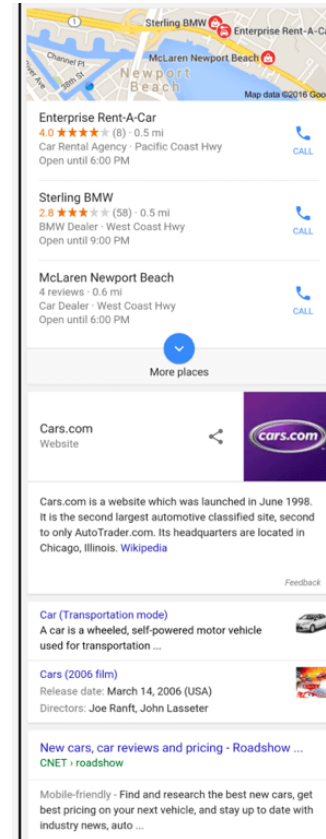 Sterling BMW
Enterprise Rent-A-Ca
Channel Pl
38th St
McLaren Newport Beach
Newport
Beach
Map data ©2016 Goog
Enterprise Rent-A-Car
4.0 ★★★★★ (8) · 0.5 mi
Car Rental Agency · Pacific Coast Hwy
Open until 6:00 PM
CALL
Sterling BMW
2.8 ★★★★★ (58) · 0.5 mi
BMW Dealer · West Coast Hwy
Open until 9:00 PM
CALL
McLaren Newport Beach
4 reviews · 0.6 mi
Car Dealer · West Coast Hwy
Open until 6:00 PM
CALL
More places
Cars.com
Website
cars.com
Cars.com is a website which was launched in June 1998.
It is the second largest automotive classified site, second
to only AutoTrader.com. Its headquarters are located in
Chicago, Illinois. Wikipedia
Feedback
Car (Transportation mode)
A car is a wheeled, self-powered motor vehicle
used for transportation ...
Cars (2006 film)
Release date: March 14, 2006 (USA)
Directors: Joe Ranft, John Lasseter
New cars, car reviews and pricing - Roadshow ...
CNET › roadshow
Mobile-friendly - Find and research the best new cars, get
best pricing on your next vehicle, and stay up to date with
industry news, auto ...